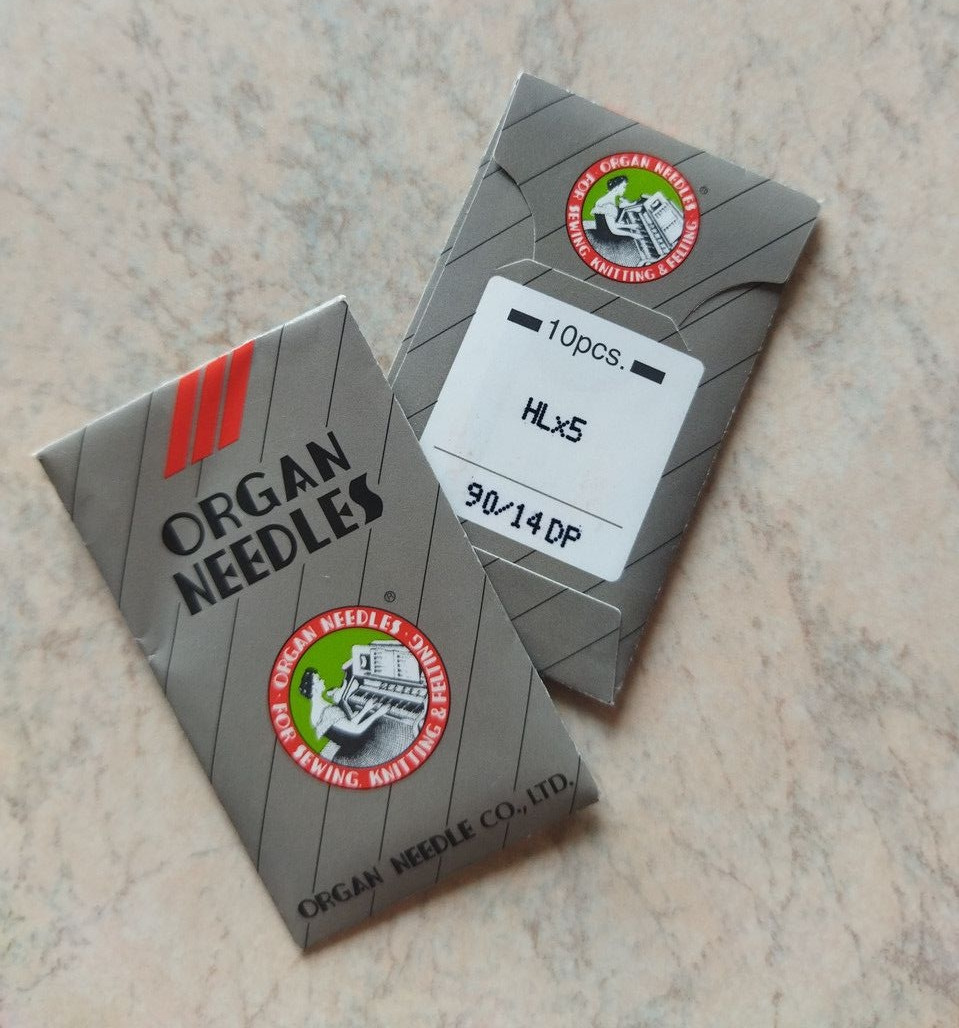 ORGAN
NEEDLES
®
ORGAN NEEDLES · FOR SEWING, KNITTING & FELTING ·
ORGAN NEEDLE CO., LTD.
ORGAN NEEDLES · FOR SEWING, KNITTING & FELTING ·
®
10pcs.
HLx5
90/14 DP